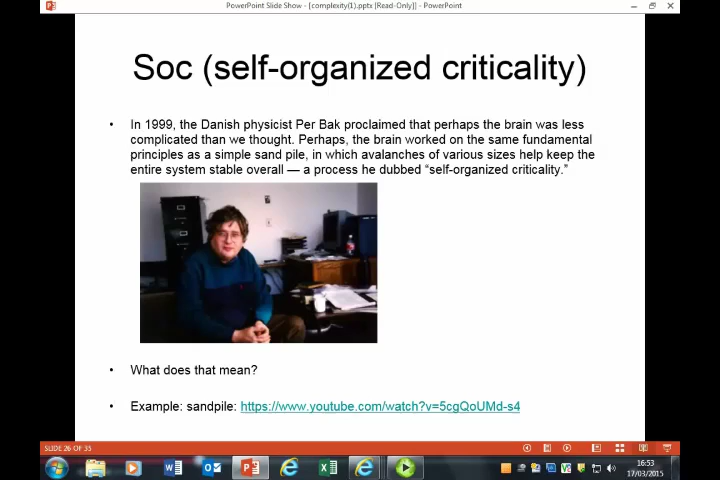 PowerPoint Slide Show - [complexity(1).pptx [Read-Only]] - PowerPoint
Soc (self-organized criticality)
• In 1999, the Danish physicist Per Bak proclaimed that perhaps the brain was less
complicated than we thought. Perhaps, the brain worked on the same fundamental
principles as a simple sand pile, in which avalanches of various sizes help keep the
entire system stable overall — a process he dubbed “self-organized criticality.”
• What does that mean?
• Example: sandpile: https://www.youtube.com/watch?v=5cgQoUMd-s4
SLIDE 26 OF 35
16:53
17/03/2015